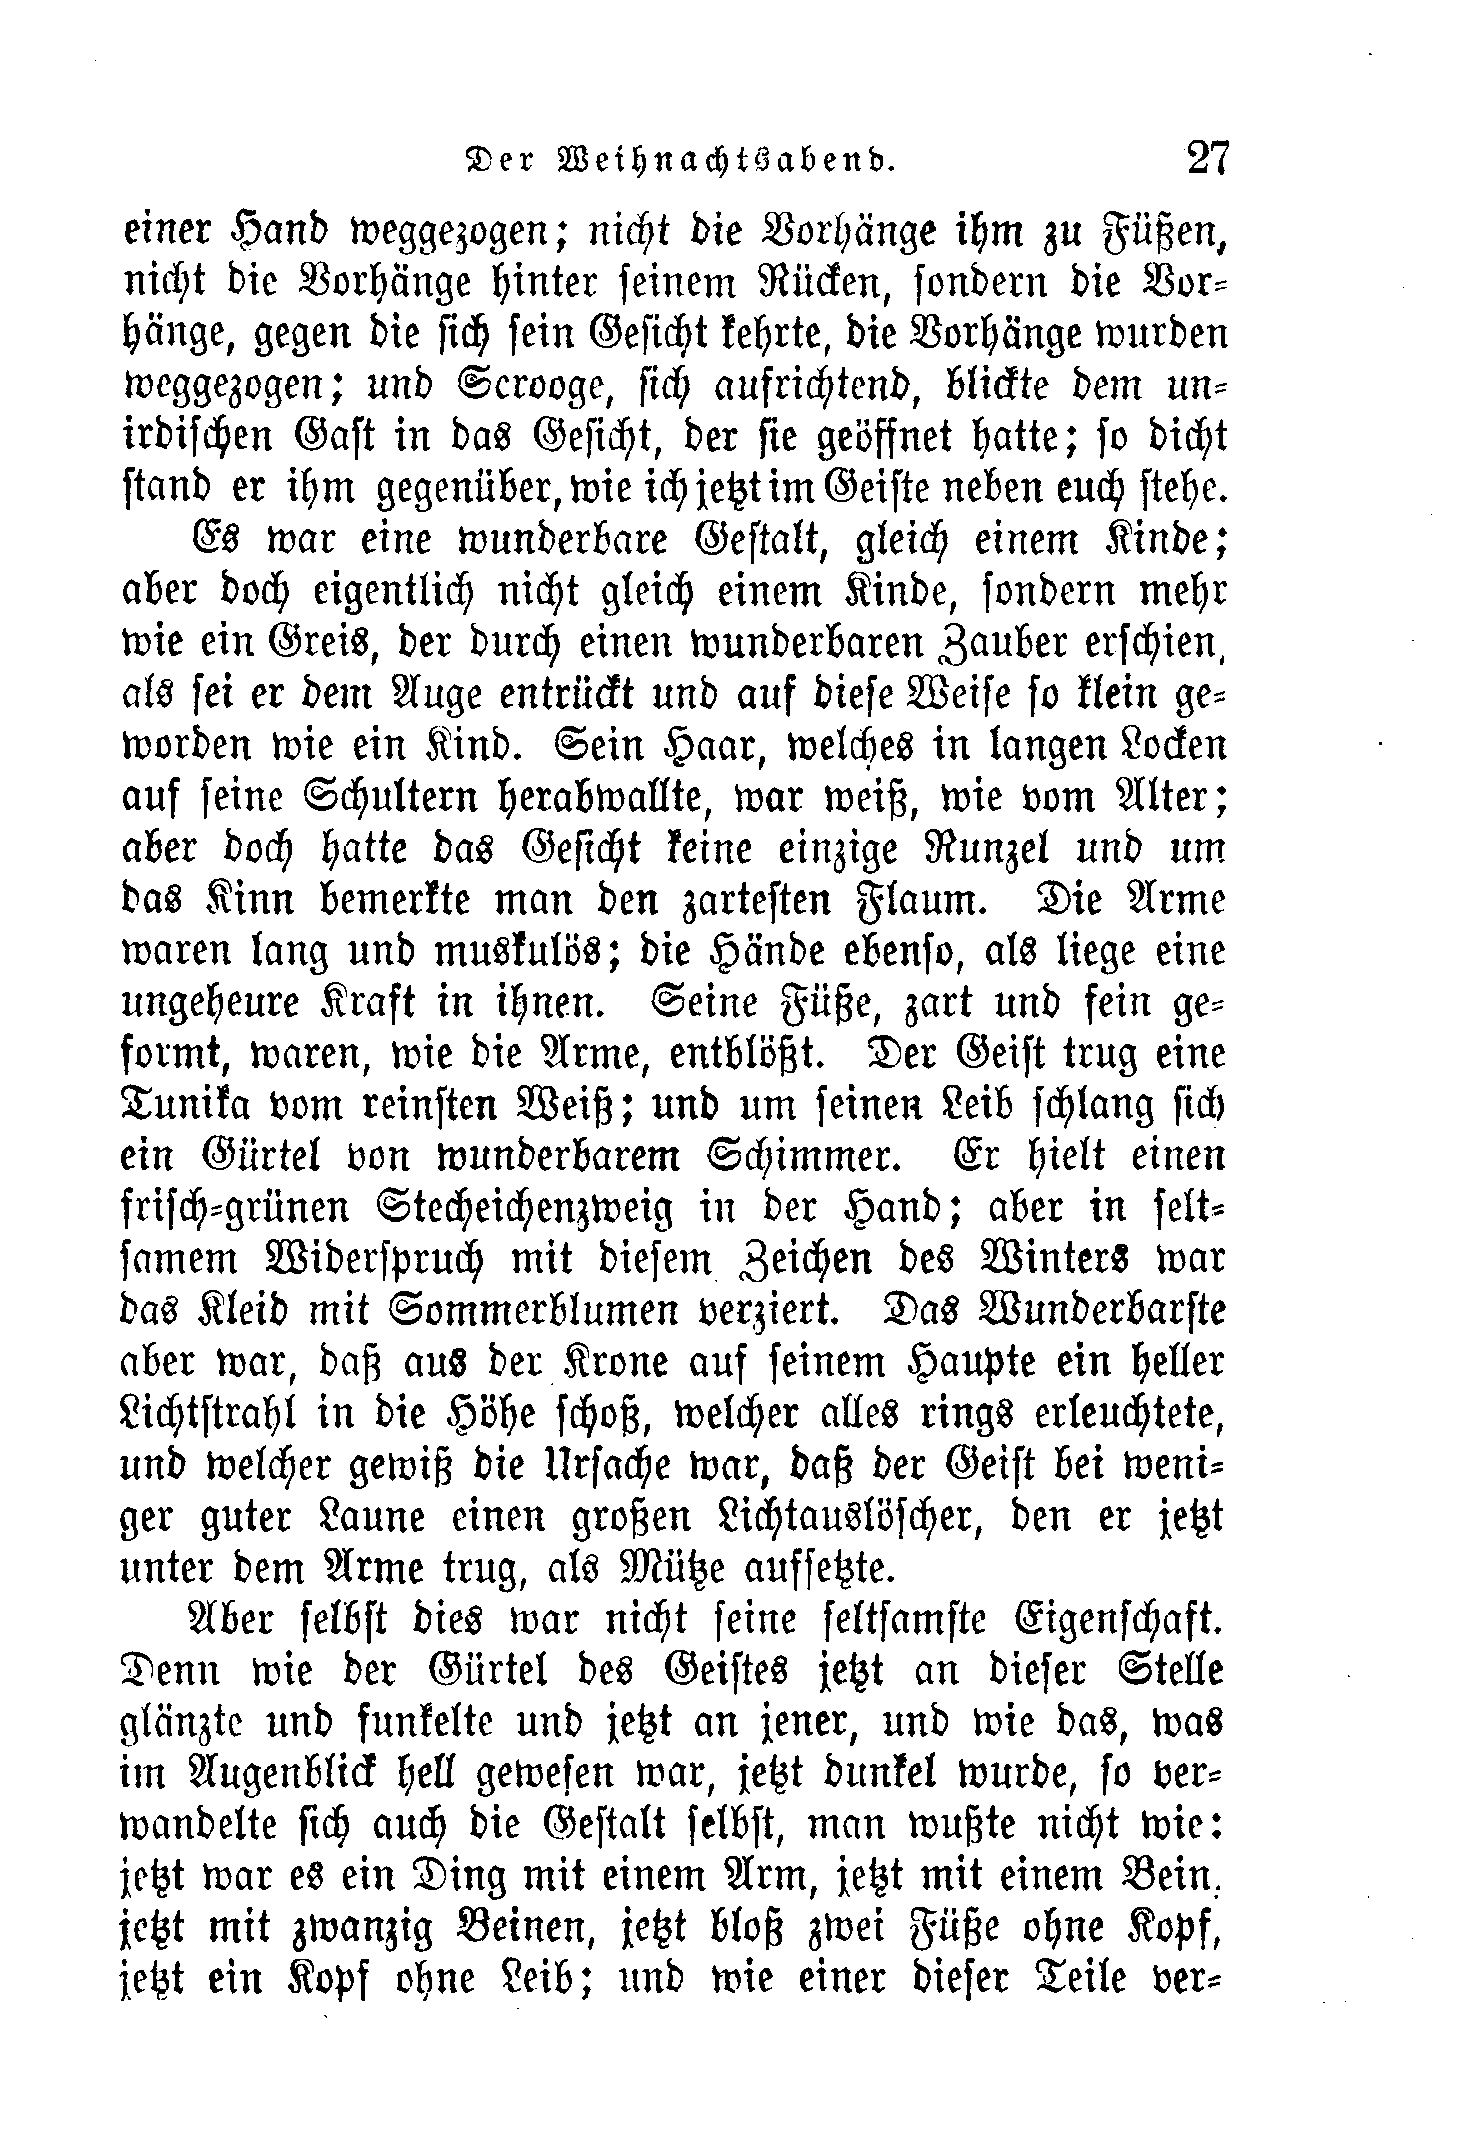 Der Weihnachtsabend. 27
einer Hand weggezogen; nicht die Vorhänge ihm zu Füßen,
nicht die Vorhänge hinter seinem Rücken, sondern die Vor-
hänge, gegen die sich sein Gesicht kehrte, die Vorhänge wurden
weggezogen; und Scrooge, sich aufrichtend, blickte dem un-
irdischen Gast in das Gesicht, der sie geöffnet hatte; so dicht
stand er ihm gegenüber, wie ich jetzt im Geiste neben euch stehe.
Es war eine wunderbare Gestalt, gleich einem Kinde;
aber doch eigentlich nicht gleich einem Kinde, sondern mehr
wie ein Greis, der durch einen wunderbaren Zauber erschien,
als sei er dem Auge entrückt und auf diese Weise so klein ge-
worden wie ein Kind. Sein Haar, welches in langen Locken
auf seine Schultern herabwallte, war weiß, wie vom Alter;
aber doch hatte das Gesicht keine einzige Runzel und um
das Kinn bemerkte man den zartesten Flaum. Die Arme
waren lang und muskulös; die Hände ebenso, als liege eine
ungeheure Kraft in ihnen. Seine Füße, zart und fein ge-
formt, waren, wie die Arme, entblößt. Der Geist trug eine
Tunika vom reinsten Weiß; und um seinen Leib schlang sich
ein Gürtel von wunderbarem Schimmer. Er hielt einen
frisch-grünen Stecheichenzweig in der Hand; aber in selt-
samem Widerspruch mit diesem Zeichen des Winters war
das Kleid mit Sommerblumen verziert. Das Wunderbarste
aber war, daß aus der Krone auf seinem Haupte ein heller
Lichtstrahl in die Höhe schoß, welcher alles rings erleuchtete,
und welcher gewiß die Ursache war, daß der Geist bei weni-
ger guter Laune einen großen Lichtauslöscher, den er jetzt
unter dem Arme trug, als Mütze aufsetzte.
Aber selbst dies war nicht seine seltsamste Eigenschaft.
Denn wie der Gürtel des Geistes jetzt an dieser Stelle
glänzte und funkelte und jetzt an jener, und wie das, was
im Augenblick hell gewesen war, jetzt dunkel wurde, so ver-
wandelte sich auch die Gestalt selbst, man wußte nicht wie:
jetzt war es ein Ding mit einem Arm, jetzt mit einem Bein,
jetzt mit zwanzig Beinen, jetzt bloß zwei Füße ohne Kopf,
jetzt ein Kopf ohne Leib; und wie einer dieser Teile ver-